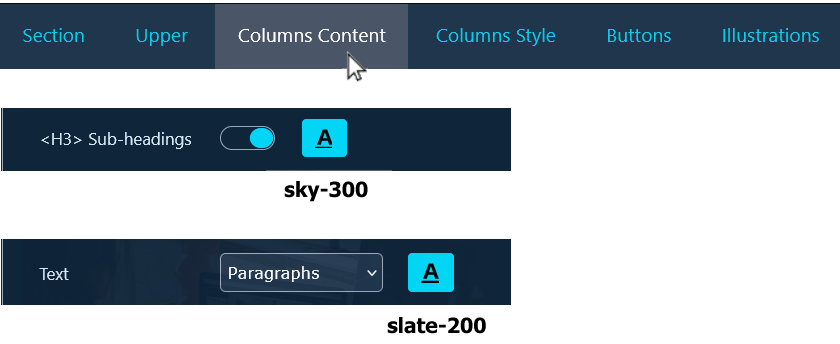 Section Upper Columns Content Columns Style Buttons Illustrations
<H3> Sub-headings A
sky-300
Text Paragraphs A
slate-200